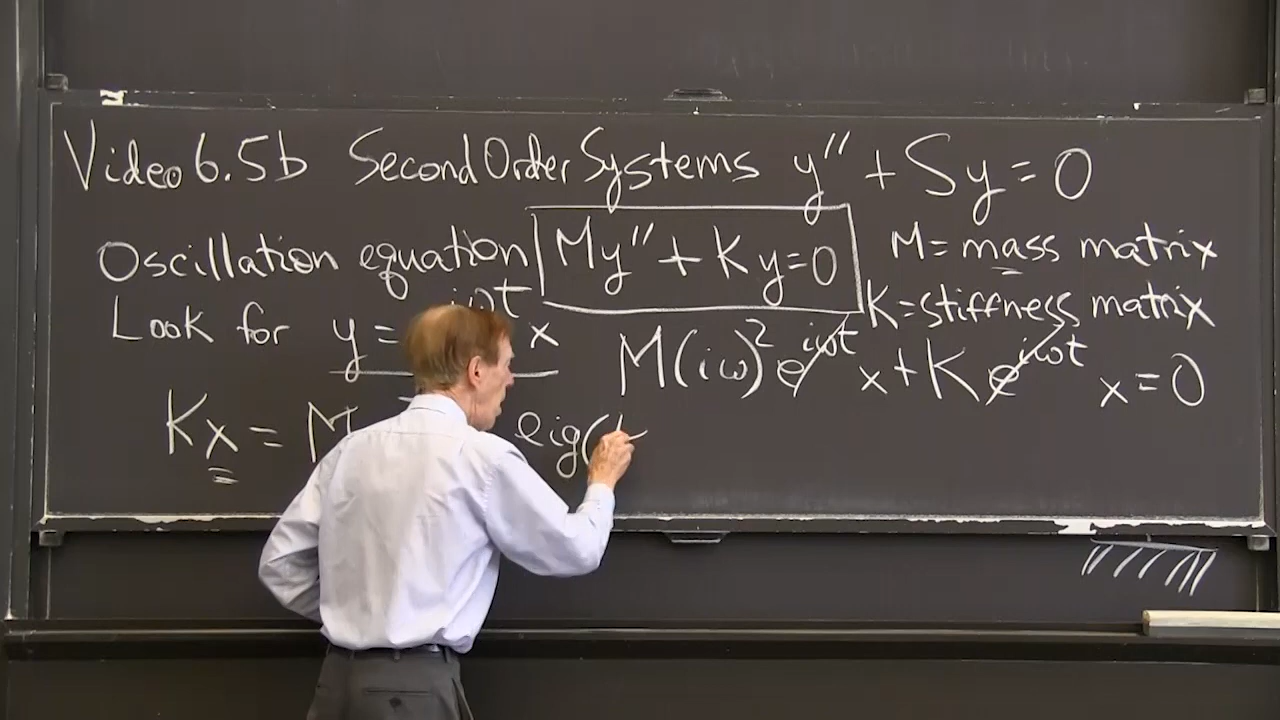 Video 6.5b Second Order Systems y'' + Sy = 0
Oscillation equation My'' + Ky = 0 M = mass matrix
K = stiffness matrix
Look for y = iωt x M(iω)² e^iωt x + K e^iωt x = 0
Kx = M eig(